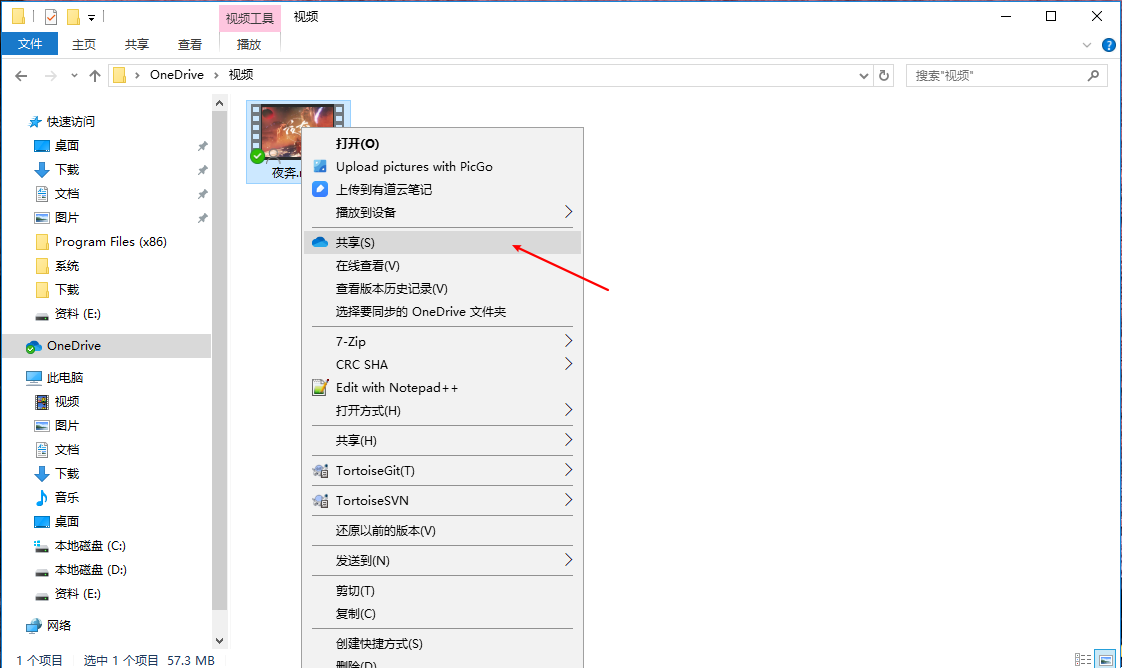 视频工具
视频
文件
主页
共享
查看
播放
OneDrive
视频
搜索"视频"
快速访问
桌面
下载
文档
图片
Program Files (x86)
系统
下载
资料 (E:)
OneDrive
此电脑
视频
图片
文档
下载
音乐
桌面
本地磁盘 (C:)
本地磁盘 (D:)
资料 (E:)
网络
夜奔
夜奔.
打开(O)
Upload pictures with PicGo
上传到有道云笔记
播放到设备
共享(S)
在线查看(V)
查看版本历史记录(V)
选择要同步的 OneDrive 文件夹
7-Zip
CRC SHA
Edit with Notepad++
打开方式(H)
共享(H)
TortoiseGit(T)
TortoiseSVN
还原以前的版本(V)
发送到(N)
剪切(T)
复制(C)
创建快捷方式(S)
删除(D)
1 个项目
选中 1 个项目 57.3 MB